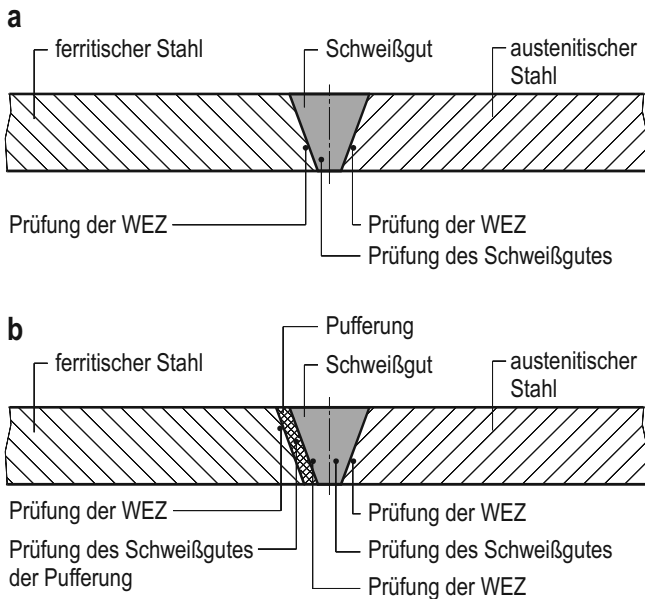 a
ferritischer Stahl
Schweißgut
austenitischer
Stahl
Prüfung der WEZ
Prüfung der WEZ
Prüfung des Schweißgutes
b
Pufferung
ferritischer Stahl
Schweißgut
austenitischer
Stahl
Prüfung der WEZ
Prüfung der WEZ
Prüfung des Schweißgutes
der Pufferung
Prüfung des Schweißgutes
Prüfung der WEZ